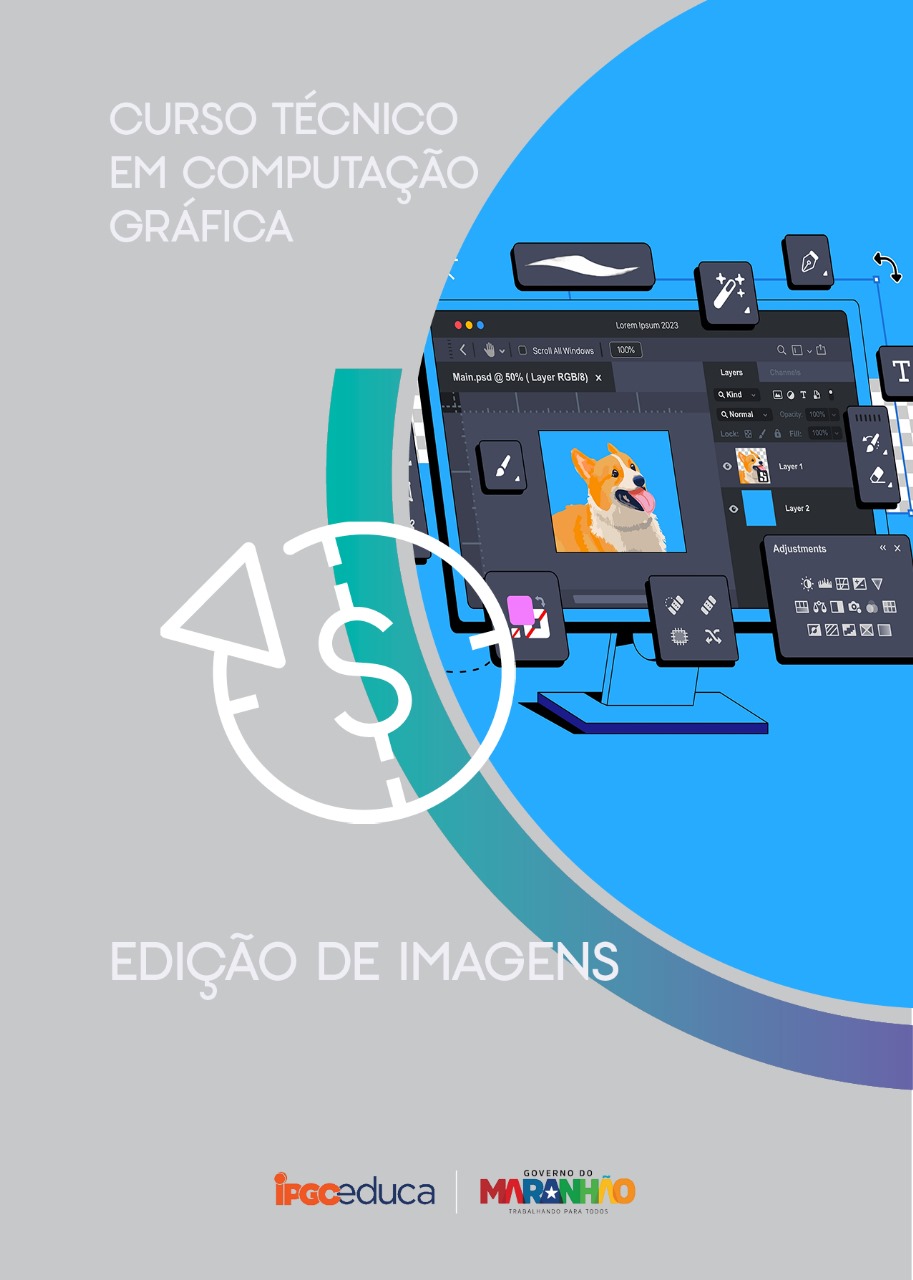 CURSO TÉCNICO
EM COMPUTAÇÃO
GRÁFICA
Lorem Ipsum 2023
Scroll All Windows
100%
Main.psd @ 50% ( Layer RGB/8) x
Layers
Channels
Kind
Normal
Opacity: 100%
Lock:
Fill: 100%
Layer 1
Layer 2
T
Adjustments
$
EDIÇÃO DE IMAGENS
iPGCeduca
GOVERNO DO
MARANHÃO
TRABALHANDO PARA TODOS